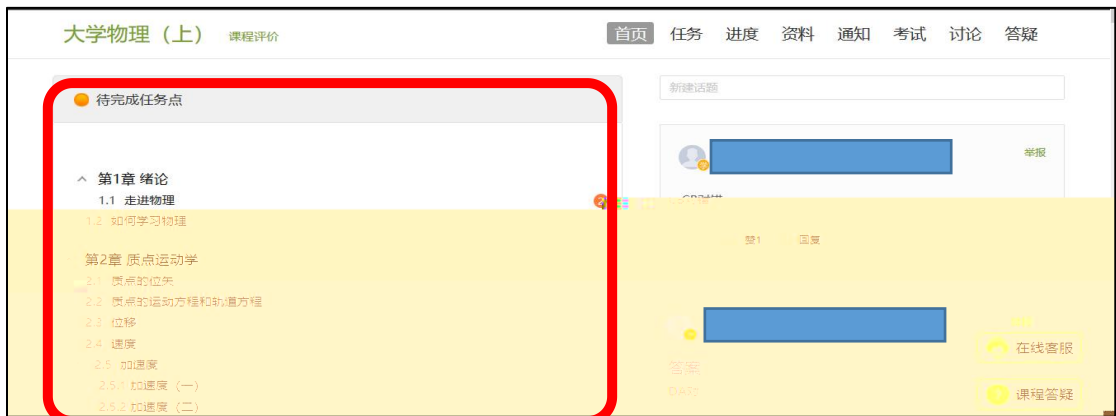 大学物理（上） 课程评价 首页 任务 进度 资料 通知 考试 讨论 答疑
待完成任务点
第1章 绪论
1.1 走进物理
1.2 如何学习物理
第2章 质点运动学
2.1 质点的位矢
2.2 质点的运动方程和轨道方程
2.3 位移
2.4 速度
2.5 加速度
2.5.1 加速度（一）
2.5.2 加速度（二）
新建话题
举报
赞1 回复
答案
在线客服
课程答疑